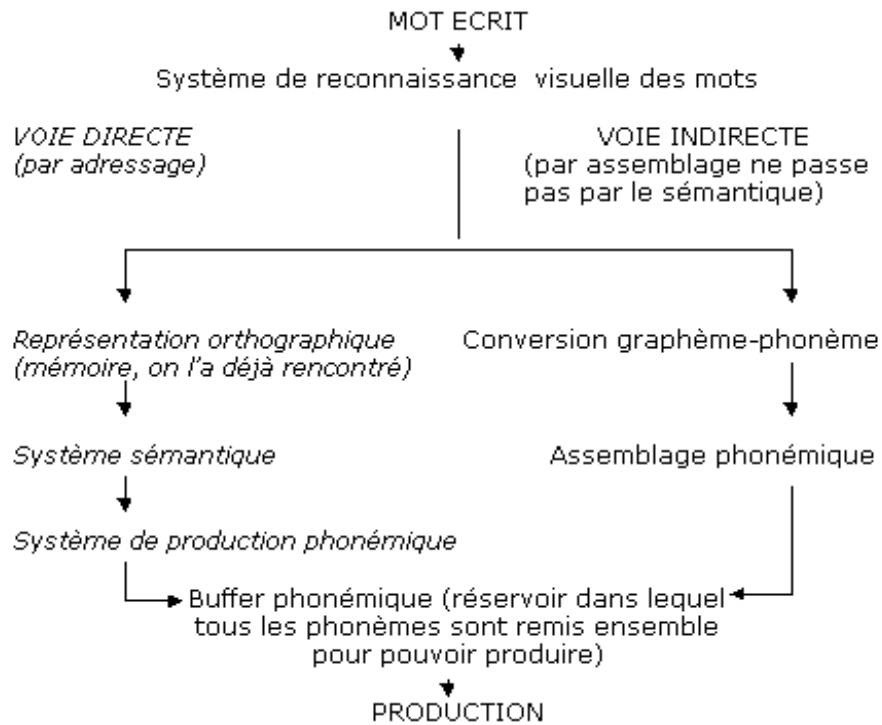 MOT ECRIT
Système de reconnaissance visuelle des mots
VOIE DIRECTE
(par adressage)
VOIE INDIRECTE
(par assemblage ne passe
pas par le sémantique)
Représentation orthographique
(mémoire, on l'a déjà rencontré)
Conversion graphème-phonème
Système sémantique
Assemblage phonémique
Système de production phonémique
Buffer phonémique (réservoir dans lequel
tous les phonèmes sont remis ensemble
pour pouvoir produire)
PRODUCTION